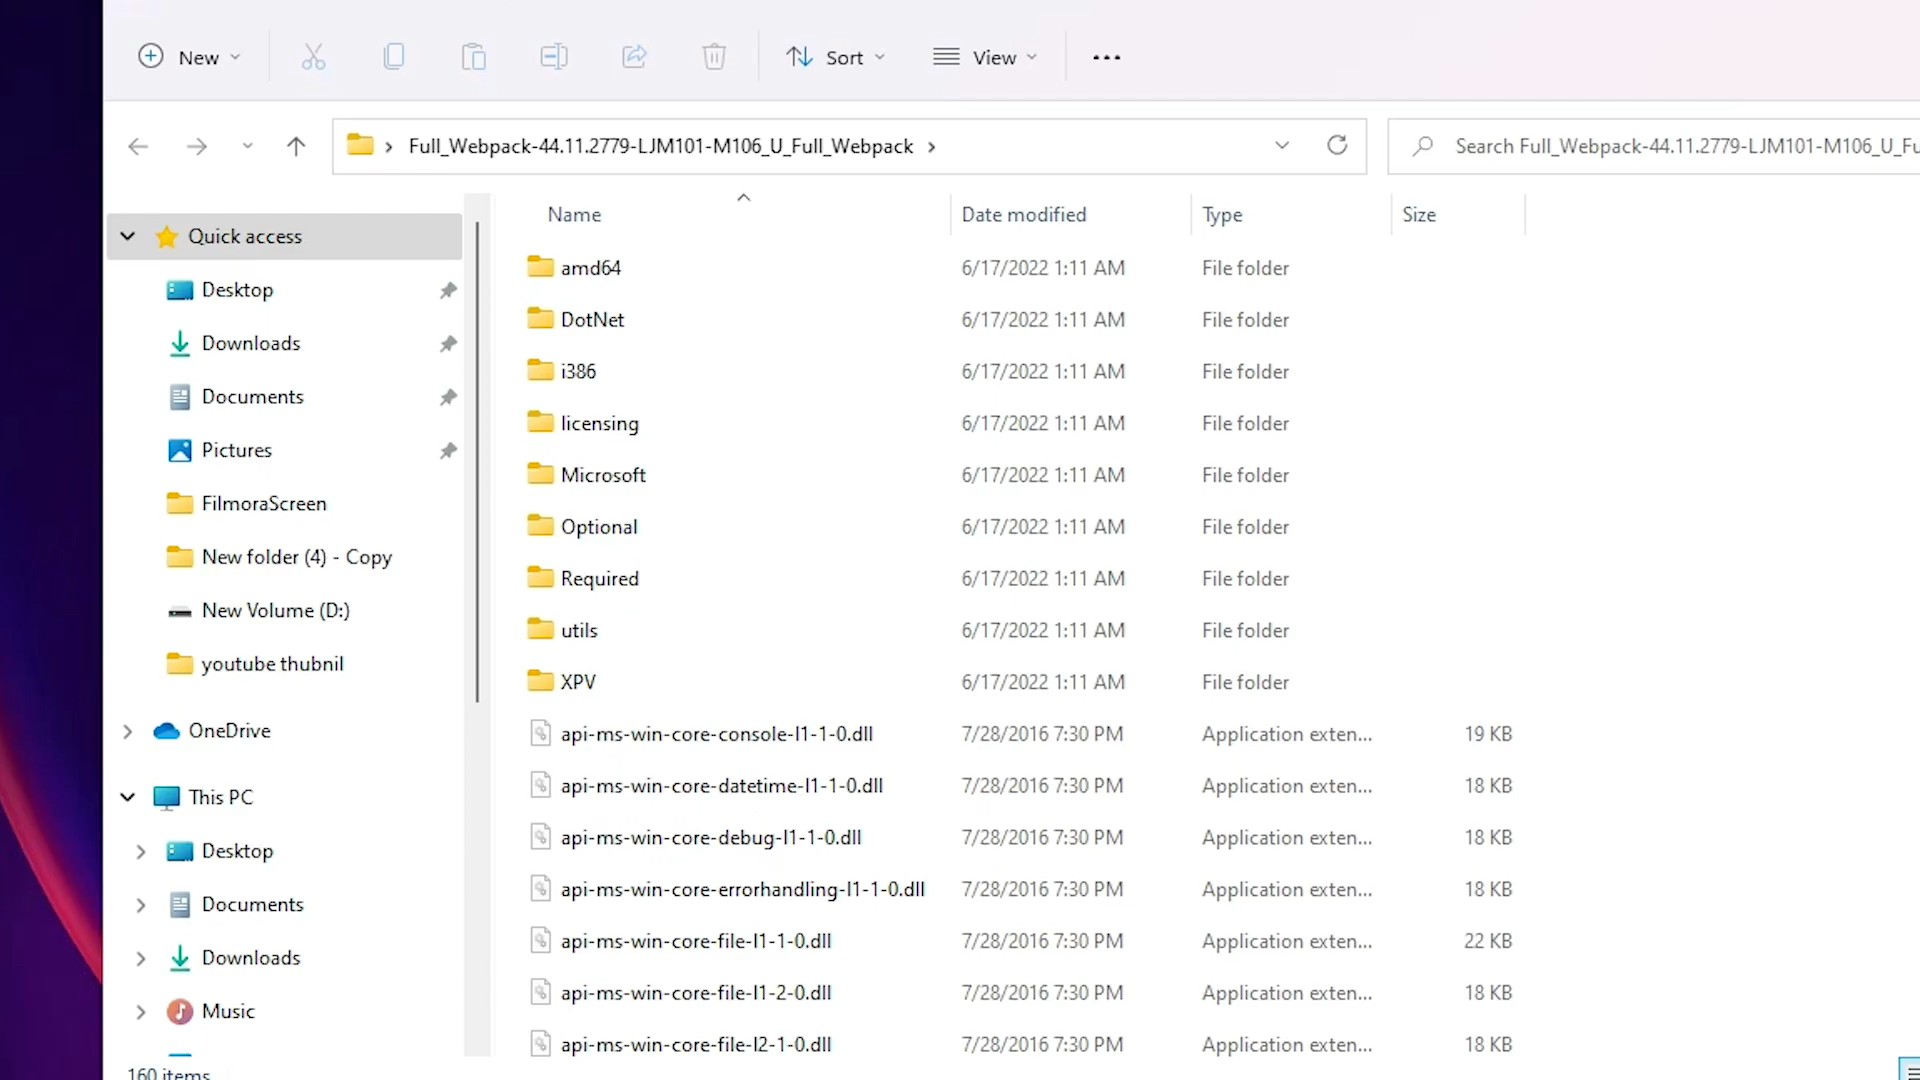 New
Sort
View
Full_Webpack-44.11.2779-LJM101-M106_U_Full_Webpack
Search Full_Webpack-44.11.2779-LJM101-M106_U_Fu
Name Date modified Type Size
Quick access
Desktop
Downloads
Documents
Pictures
FilmoraScreen
New folder (4) - Copy
New Volume (D:)
youtube thubnil
OneDrive
This PC
Desktop
Documents
Downloads
Music
amd64 6/17/2022 1:11 AM File folder
DotNet 6/17/2022 1:11 AM File folder
i386 6/17/2022 1:11 AM File folder
licensing 6/17/2022 1:11 AM File folder
Microsoft 6/17/2022 1:11 AM File folder
Optional 6/17/2022 1:11 AM File folder
Required 6/17/2022 1:11 AM File folder
utils 6/17/2022 1:11 AM File folder
XPV 6/17/2022 1:11 AM File folder
api-ms-win-core-console-l1-1-0.dll 7/28/2016 7:30 PM Application exten... 19 KB
api-ms-win-core-datetime-l1-1-0.dll 7/28/2016 7:30 PM Application exten... 18 KB
api-ms-win-core-debug-l1-1-0.dll 7/28/2016 7:30 PM Application exten... 18 KB
api-ms-win-core-errorhandling-l1-1-0.dll 7/28/2016 7:30 PM Application exten... 18 KB
api-ms-win-core-file-l1-1-0.dll 7/28/2016 7:30 PM Application exten... 22 KB
api-ms-win-core-file-l1-2-0.dll 7/28/2016 7:30 PM Application exten... 18 KB
api-ms-win-core-file-l2-1-0.dll 7/28/2016 7:30 PM Application exten... 18 KB
160 items